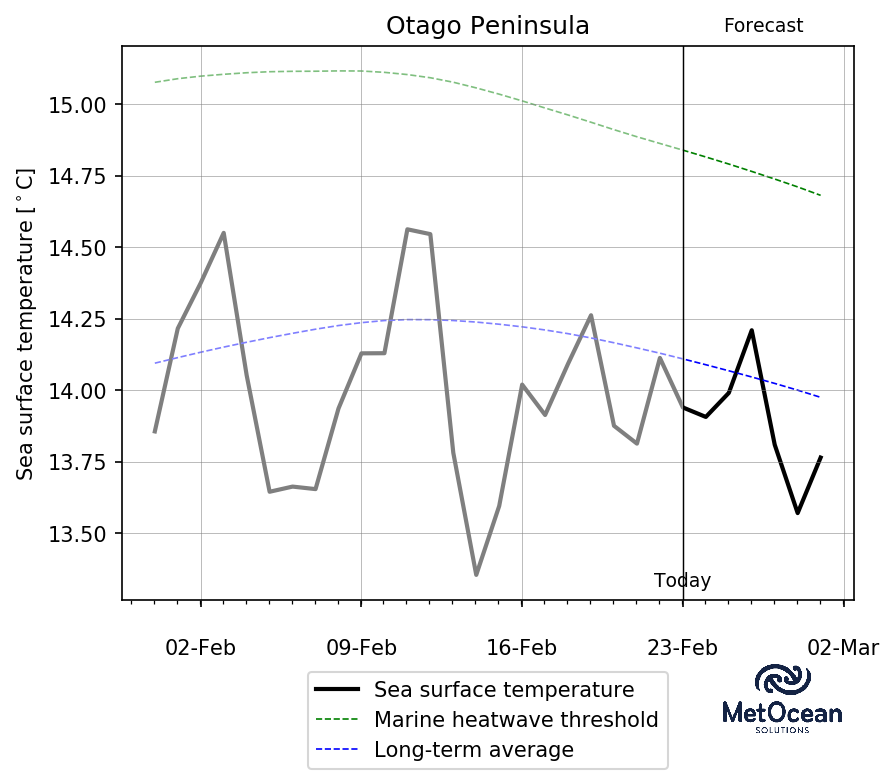 Otago Peninsula
Forecast
Sea surface temperature [°C]
15.00
14.75
14.50
14.25
14.00
13.75
13.50
Today
02-Feb 09-Feb 16-Feb 23-Feb 02-Mar
Sea surface temperature
Marine heatwave threshold
Long-term average
MetOcean
SOLUTIONS